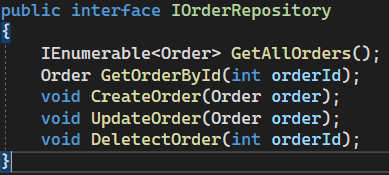 public interface IOrderRepository
{
IEnumerable<Order> GetAllOrders();
Order GetOrderById(int orderId);
void CreateOrder(Order order);
void UpdateOrder(Order order);
void DeletectOrder(int orderId);
}